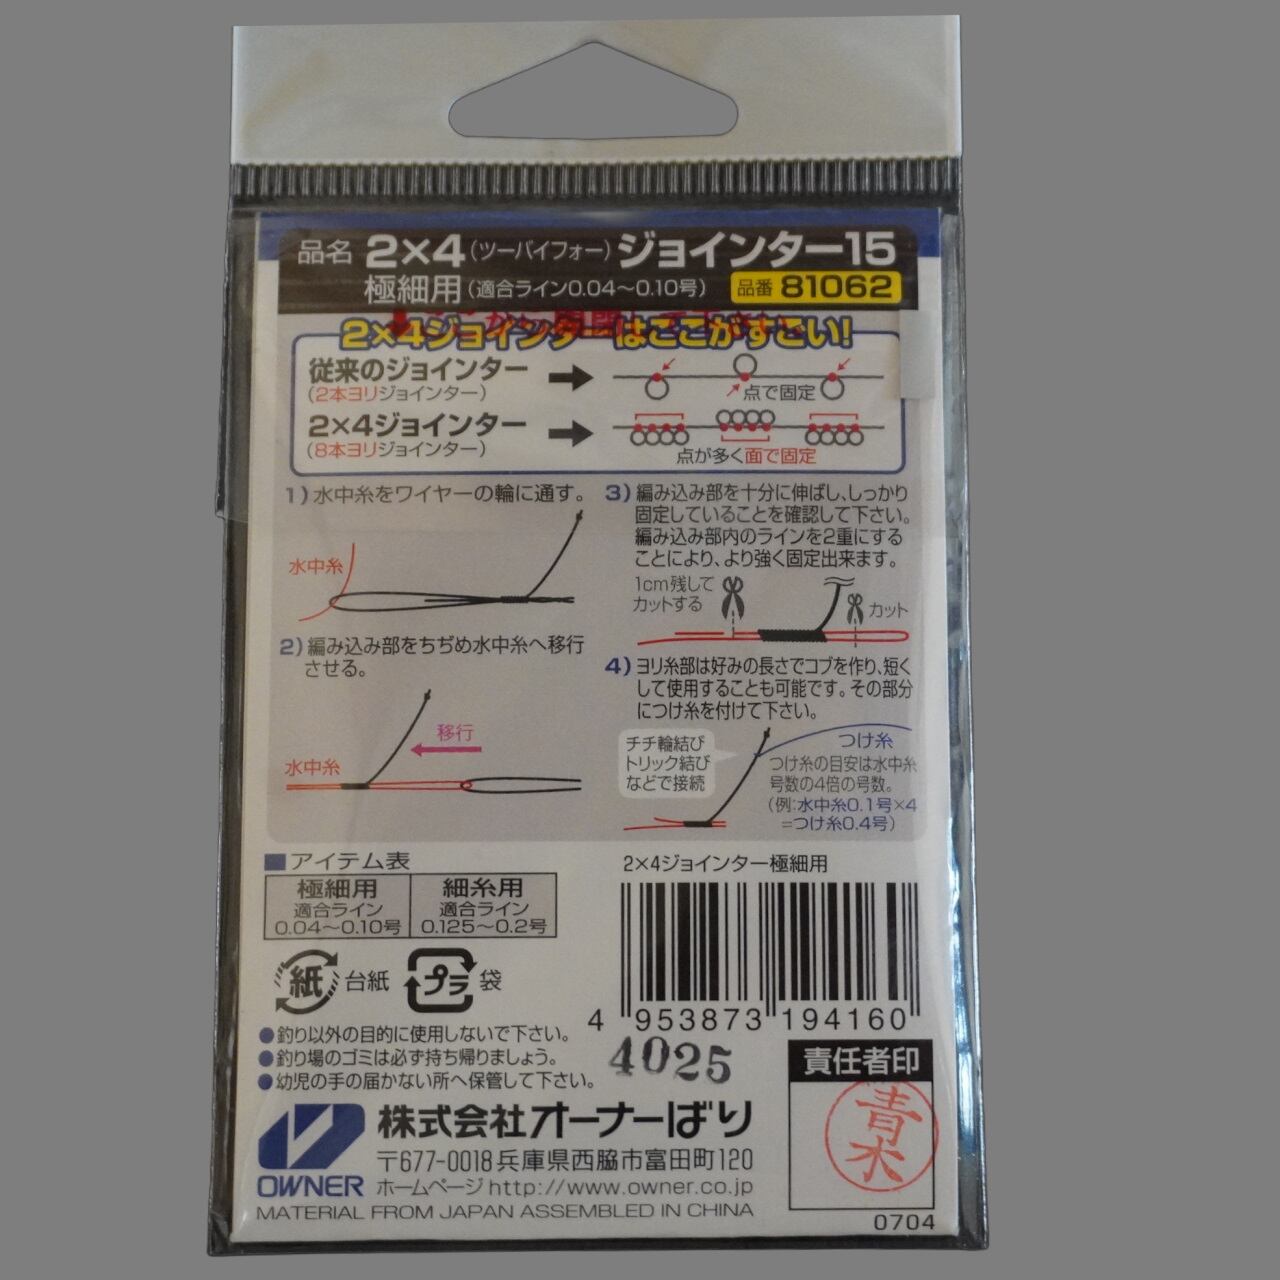 品名 2×4(ツーバイフォー)ジョインター15
極細用(適合ライン0.04～0.10号) 品番 81062
2×4ジョインターはここがすごい!
従来のジョインター
(2本ヨリジョインター)
点で固定
2×4ジョインター
(8本ヨリジョインター)
点が多く面で固定
1)水中糸をワイヤーの輪に通す。
水中糸
2)編み込み部をちぢめ水中糸へ移行
させる。
移行
水中糸
3)編み込み部を十分に伸ばし、しっかり
固定していることを確認して下さい。
編み込み部内のラインを2重にする
ことにより、より強く固定出来ます。
1cm残して
カットする
カット
4)ヨリ糸部は好みの長さでコブを作り、短く
して使用することも可能です。その部分
につけ糸を付けて下さい。
チチ輪結び
トリック結び
などで接続
つけ糸
つけ糸の目安は水中糸
号数の4倍の号数。
(例:水中糸0.1号×4
=つけ糸0.4号)
■アイテム表
極細用 細糸用
適合ライン 適合ライン
0.04～0.10号 0.125～0.2号
紙 台紙 プラ 袋
●釣り以外の目的に使用しないで下さい。
●釣り場のゴミは必ず持ち帰りましょう。
●幼児の手の届かない所へ保管して下さい。
2×4ジョインター極細用
4 953873 194160
4025
責任者印
青木
0704
株式会社オーナーばり
〒677-0018 兵庫県西脇市富田町120
OWNER ホームページ http://www.owner.co.jp
MATERIAL FROM JAPAN ASSEMBLED IN CHINA